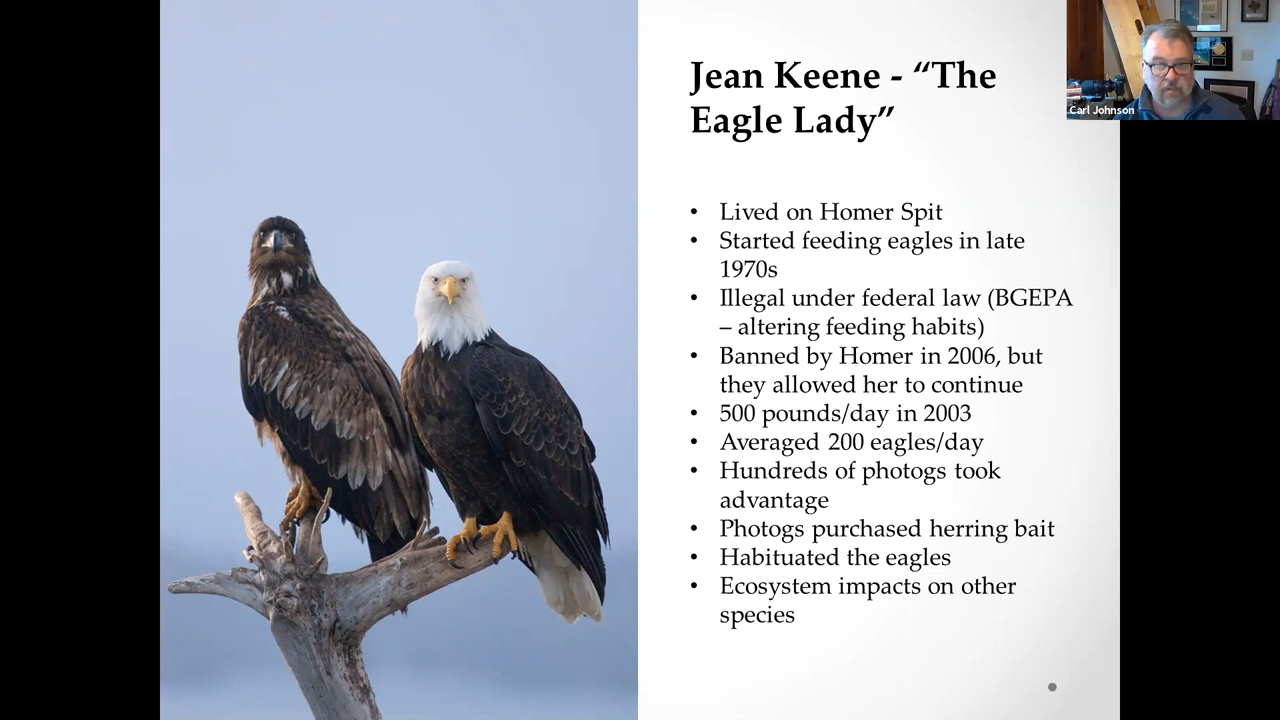 Jean Keene - “The
Eagle Lady”
Carl Johnson
• Lived on Homer Spit
• Started feeding eagles in late
1970s
• Illegal under federal law (BGEPA
– altering feeding habits)
• Banned by Homer in 2006, but
they allowed her to continue
• 500 pounds/day in 2003
• Averaged 200 eagles/day
• Hundreds of photogs took
advantage
• Photogs purchased herring bait
• Habituated the eagles
• Ecosystem impacts on other
species